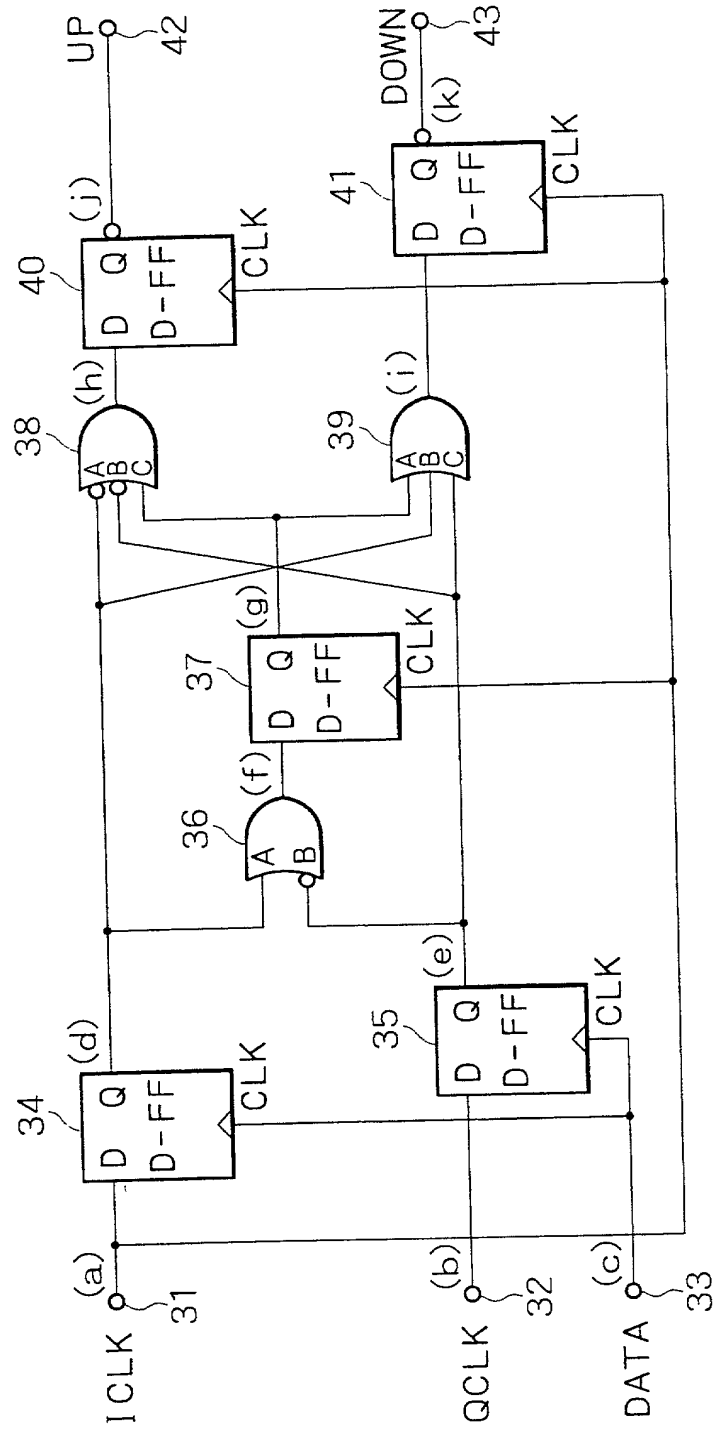 ICLK
31
(a)
D Q
D-FF
34
CLK
(d)
QCLK
32
(b)
D Q
D-FF
35
CLK
(e)
DATA
33
(c)
A
B
36
(f)
D Q
D-FF
37
CLK
(g)
A
B
C
38
(h)
D Q
D-FF
40
CLK
(j)
UP
42
A
B
C
39
(i)
D Q
D-FF
41
CLK
(k)
DOWN
43